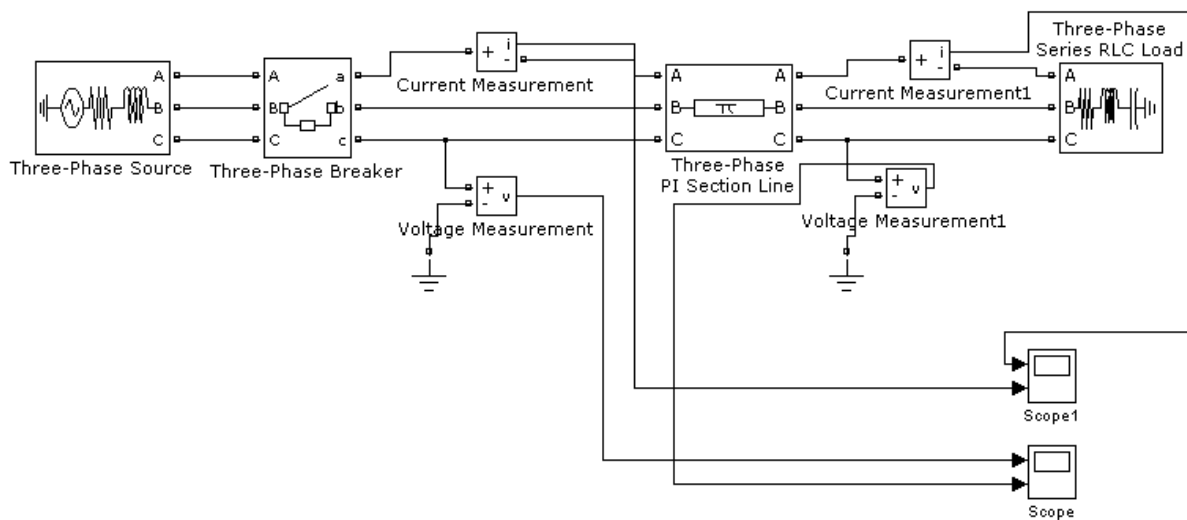 Three-Phase
Series RLC Load
i
+
-
Current Measurement
i
+
-
Current Measurement1
A
B
C
Three-Phase Source
A
B
C
a
b
c
Three-Phase Breaker
A
B
C
A
B
C
Three-Phase
PI Section Line
A
B
C
+
-
v
Voltage Measurement
+
-
v
Voltage Measurement1
Scope1
Scope